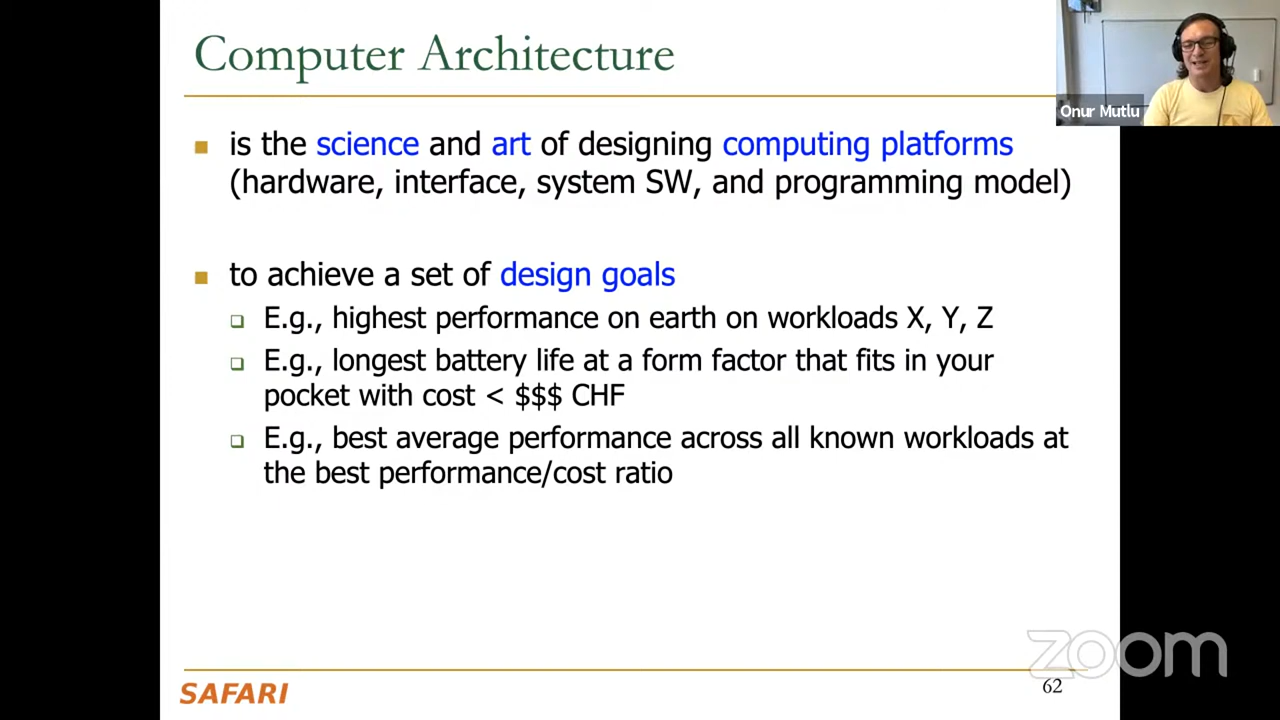 Computer Architecture
Onur Mutlu
is the science and art of designing computing platforms
(hardware, interface, system SW, and programming model)
to achieve a set of design goals
E.g., highest performance on earth on workloads X, Y, Z
E.g., longest battery life at a form factor that fits in your
pocket with cost < $$$ CHF
E.g., best average performance across all known workloads at
the best performance/cost ratio
zoom
SAFARI
62